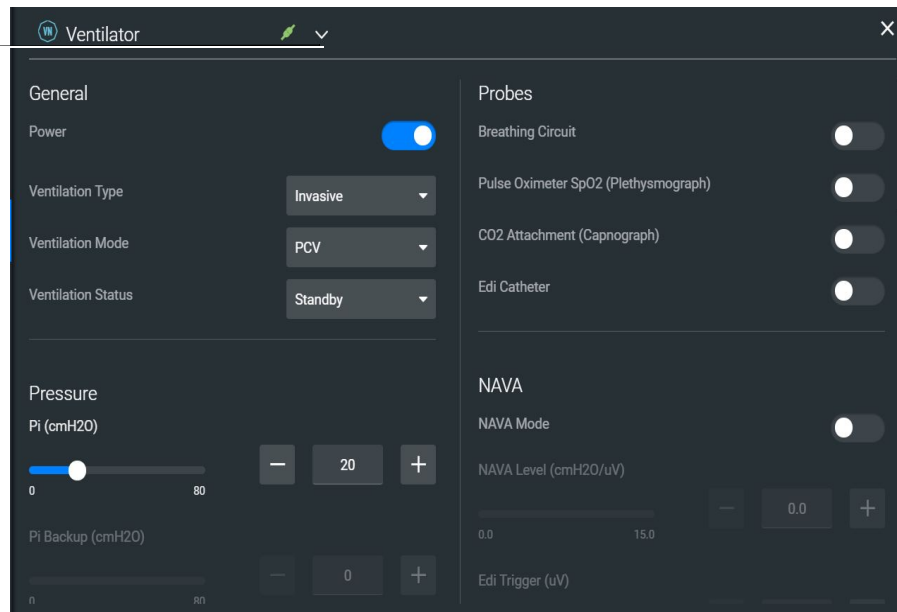 VN Ventilator
General
Power
Ventilation Type Invasive
Ventilation Mode PCV
Ventilation Status Standby
Pressure
Pi (cmH2O)
20
0 80
Pi Backup (cmH2O)
0
0 80
Probes
Breathing Circuit
Pulse Oximeter SpO2 (Plethysmograph)
CO2 Attachment (Capnograph)
Edi Catheter
NAVA
NAVA Mode
NAVA Level (cmH2O/uV)
0.0
0.0 15.0
Edi Trigger (uV)